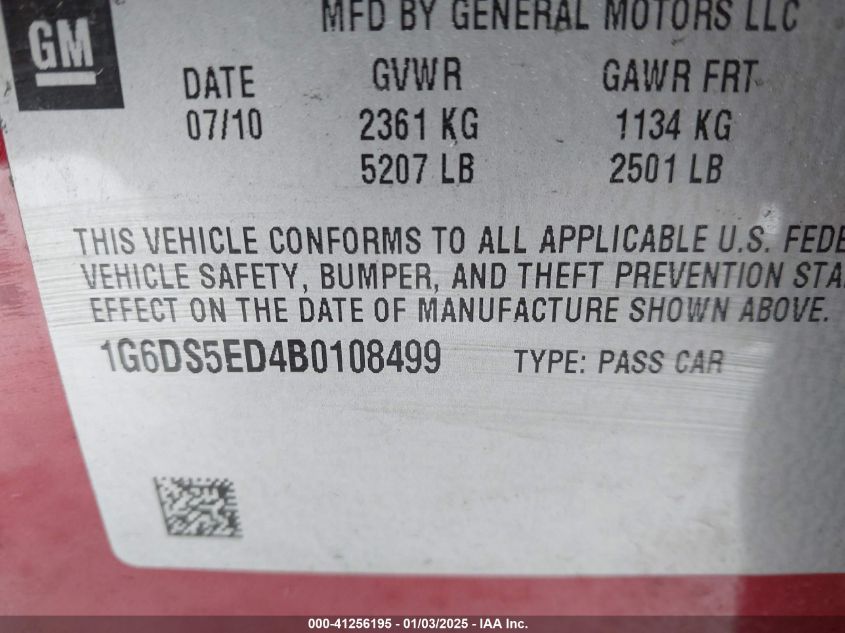 GM
MFD BY GENERAL MOTORS LLC
DATE GVWR GAWR FRT
07/10 2361 KG 1134 KG
5207 LB 2501 LB
THIS VEHICLE CONFORMS TO ALL APPLICABLE U.S. FEDE
VEHICLE SAFETY, BUMPER, AND THEFT PREVENTION STA
EFFECT ON THE DATE OF MANUFACTURE SHOWN ABOVE.
1G6DS5ED4B0108499 TYPE: PASS CAR
000-41256195 - 01/03/2025 - IAA Inc.